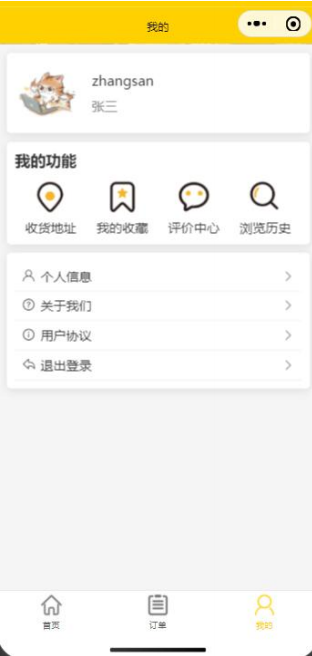 我的
zhangsan
张三
我的功能
收货地址 我的收藏 评价中心 浏览历史
个人信息
关于我们
用户协议
退出登录
首页 订单 我的